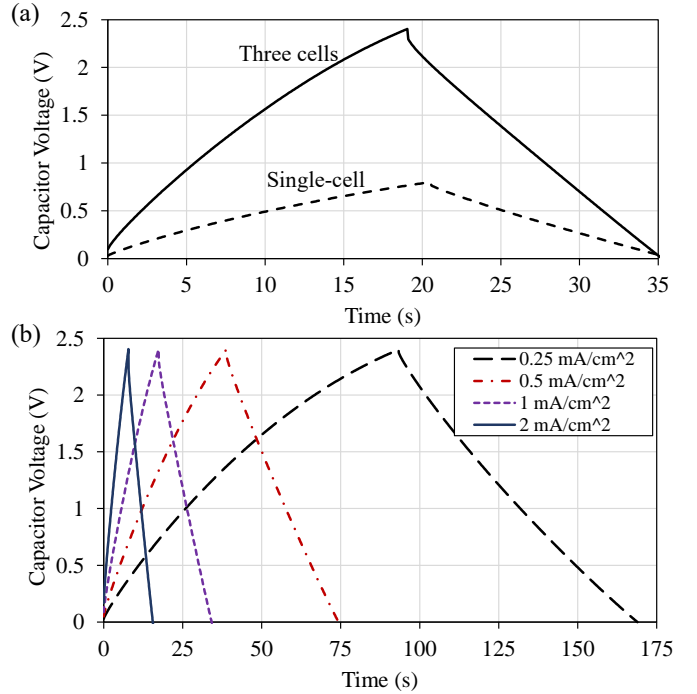 (a)
Capacitor Voltage (V)
2.5
2
1.5
1
0.5
0
Three cells
Single-cell
0 5 10 15 20 25 30 35
Time (s)
(b)
Capacitor Voltage (V)
2.5
2
1.5
1
0.5
0
0.25 mA/cm^2
0.5 mA/cm^2
1 mA/cm^2
2 mA/cm^2
0 25 50 75 100 125 150 175
Time (s)